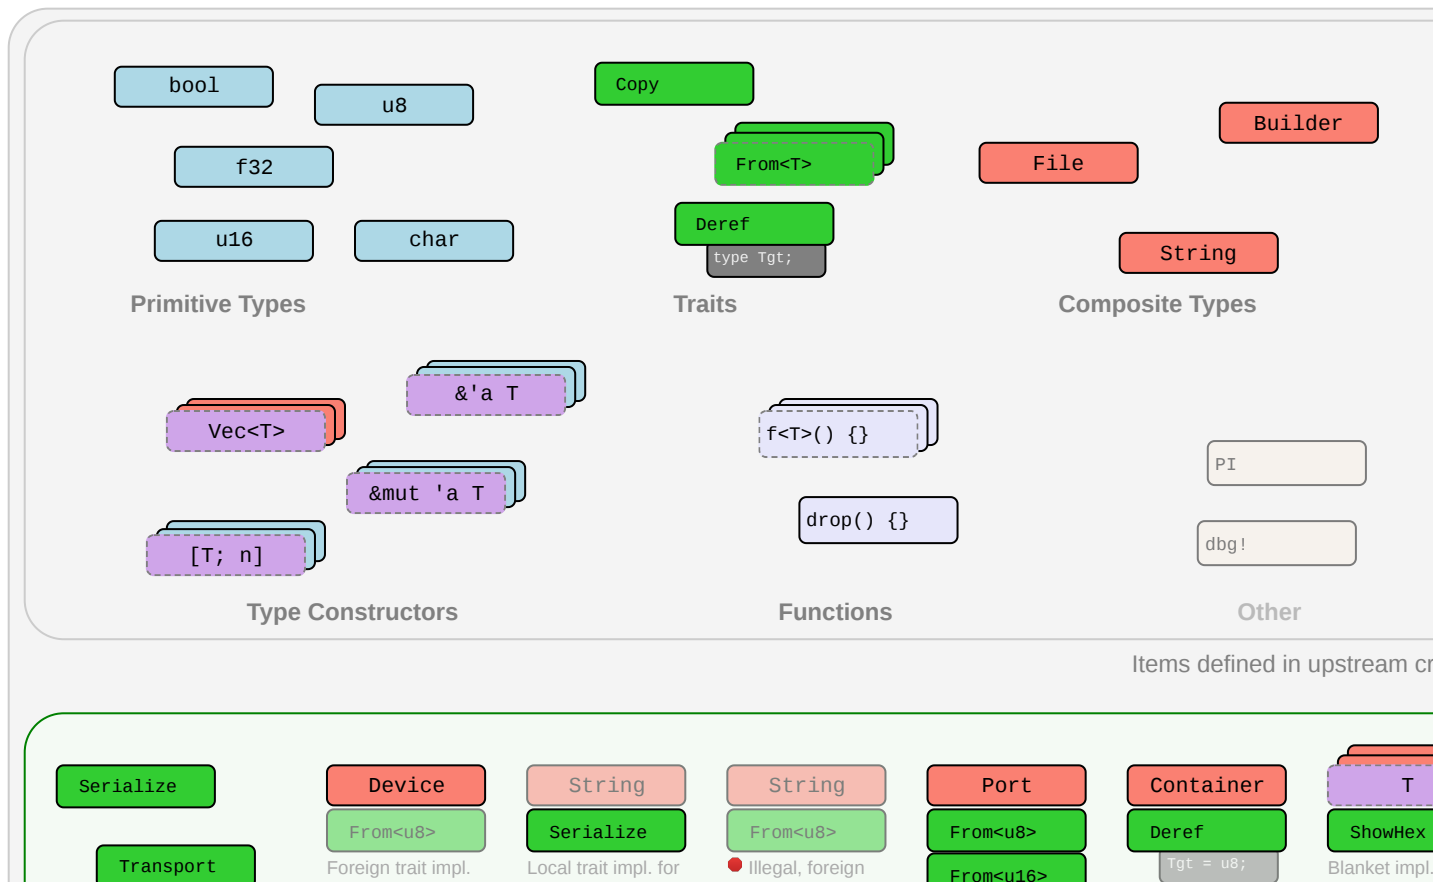 bool
u8
f32
u16
char
Primitive Types
Copy
From<T>
Deref
type Tgt;
Traits
Builder
File
String
Composite Types
&'a T
Vec<T>
&mut 'a T
[T; n]
Type Constructors
f<T>() {}
drop() {}
Functions
PI
dbg!
Other
Items defined in upstream cr
Serialize
Transport
Device
From<u8>
Foreign trait impl.
String
Serialize
Local trait impl. for
String
From<u8>
Illegal, foreign
Port
From<u8>
From<u16>
Container
Deref
Tgt = u8;
T
ShowHex
Blanket impl.